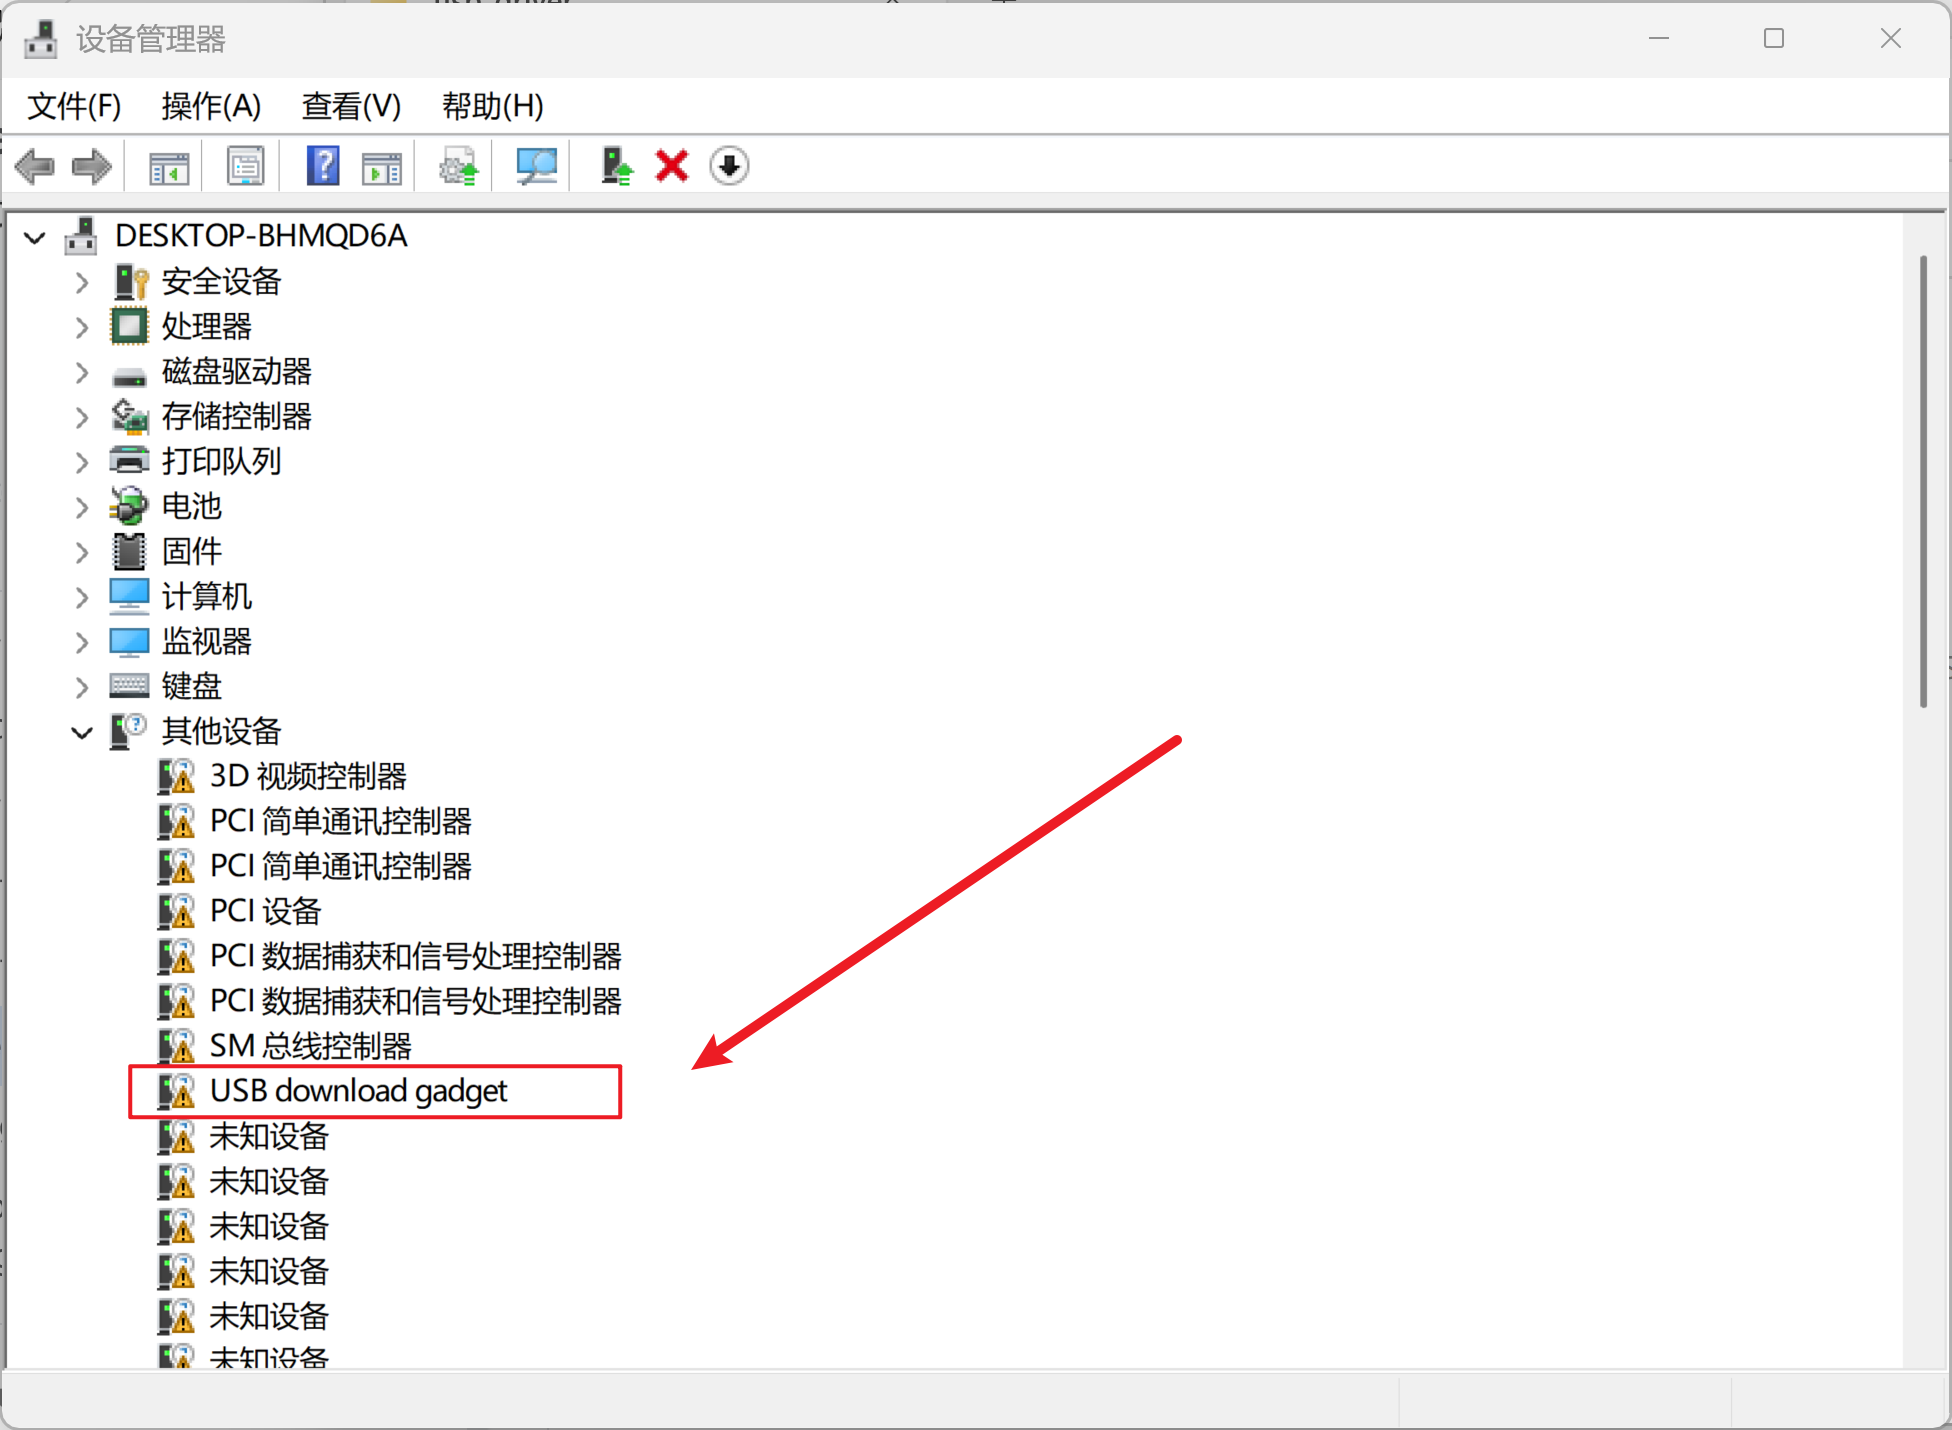 设备管理器
文件(F) 操作(A) 查看(V) 帮助(H)
DESKTOP-BHMQD6A
安全设备
处理器
磁盘驱动器
存储控制器
打印队列
电池
固件
计算机
监视器
键盘
其他设备
3D 视频控制器
PCI 简单通讯控制器
PCI 简单通讯控制器
PCI 设备
PCI 数据捕获和信号处理控制器
PCI 数据捕获和信号处理控制器
SM 总线控制器
USB download gadget
未知设备
未知设备
未知设备
未知设备
未知设备
未知设备